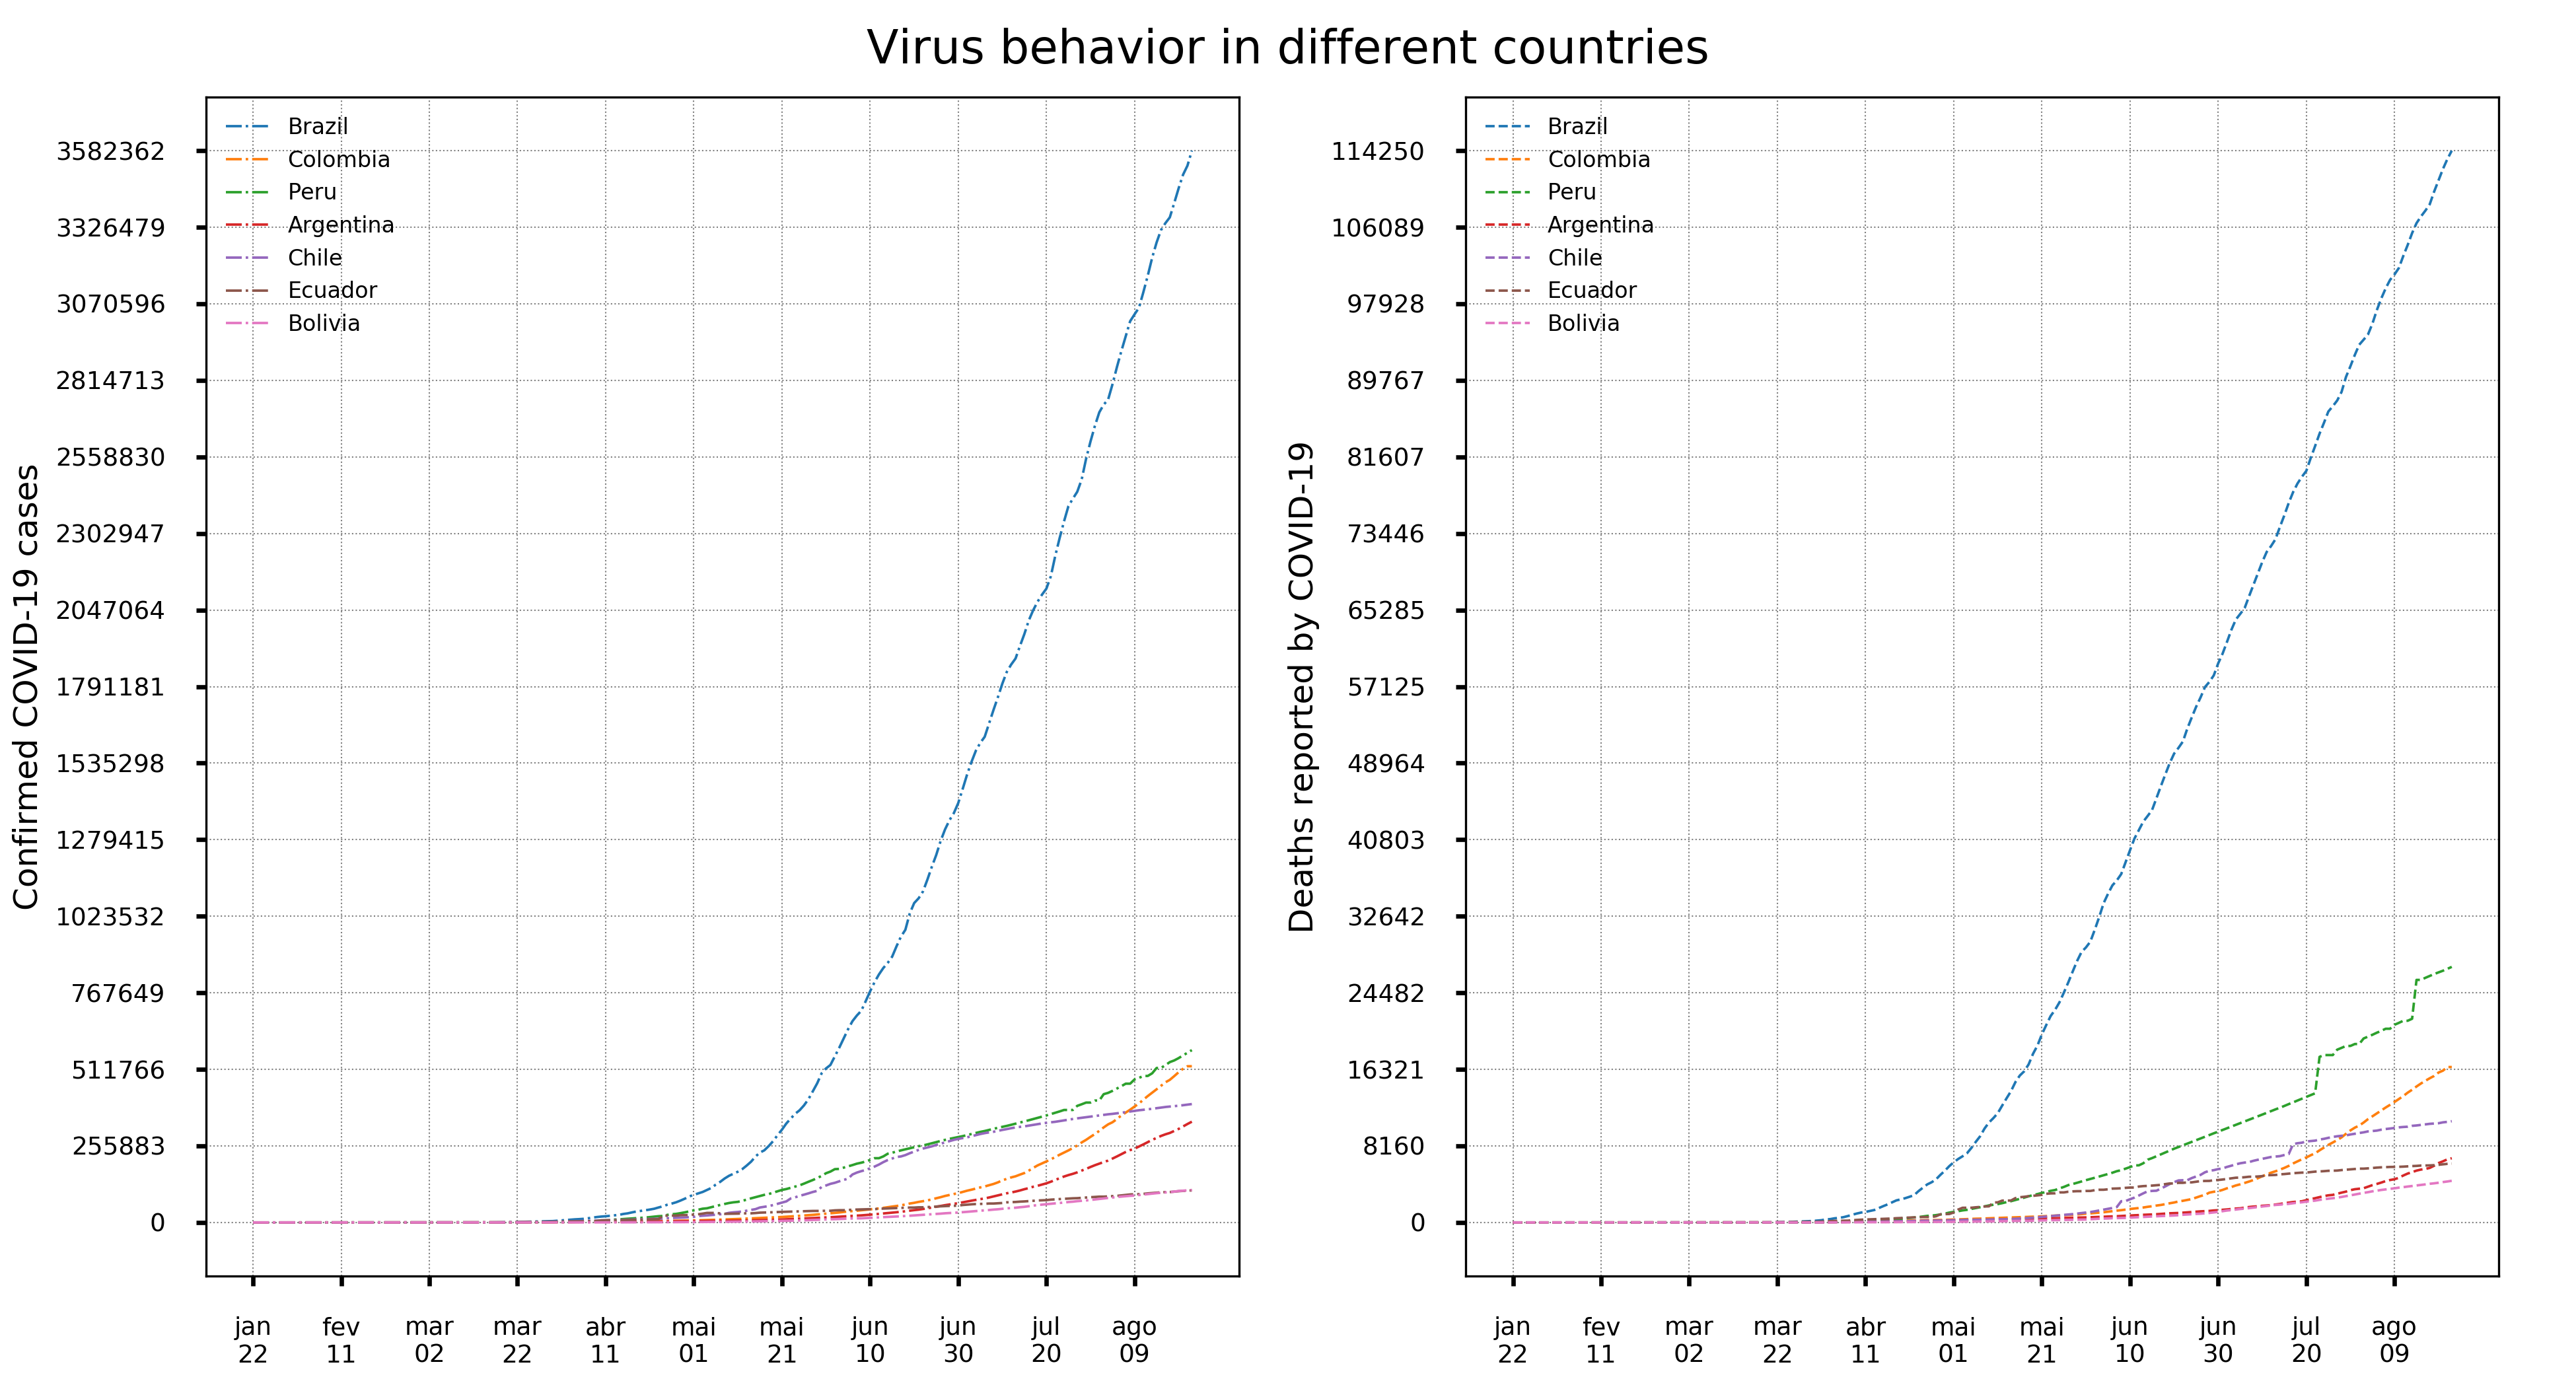 Virus behavior in different countries
Confirmed COVID-19 cases
3582362
3326479
3070596
2814713
2558830
2302947
2047064
1791181
1535298
1279415
1023532
767649
511766
255883
0
Brazil
Colombia
Peru
Argentina
Chile
Ecuador
Bolivia
jan fev mar mar abr mai mai jun jun jul ago
22 11 02 22 11 01 21 10 30 20 09
Deaths reported by COVID-19
114250
106089
97928
89767
81607
73446
65285
57125
48964
40803
32642
24482
16321
8160
0
Brazil
Colombia
Peru
Argentina
Chile
Ecuador
Bolivia
jan fev mar mar abr mai mai jun jun jul ago
22 11 02 22 11 01 21 10 30 20 09